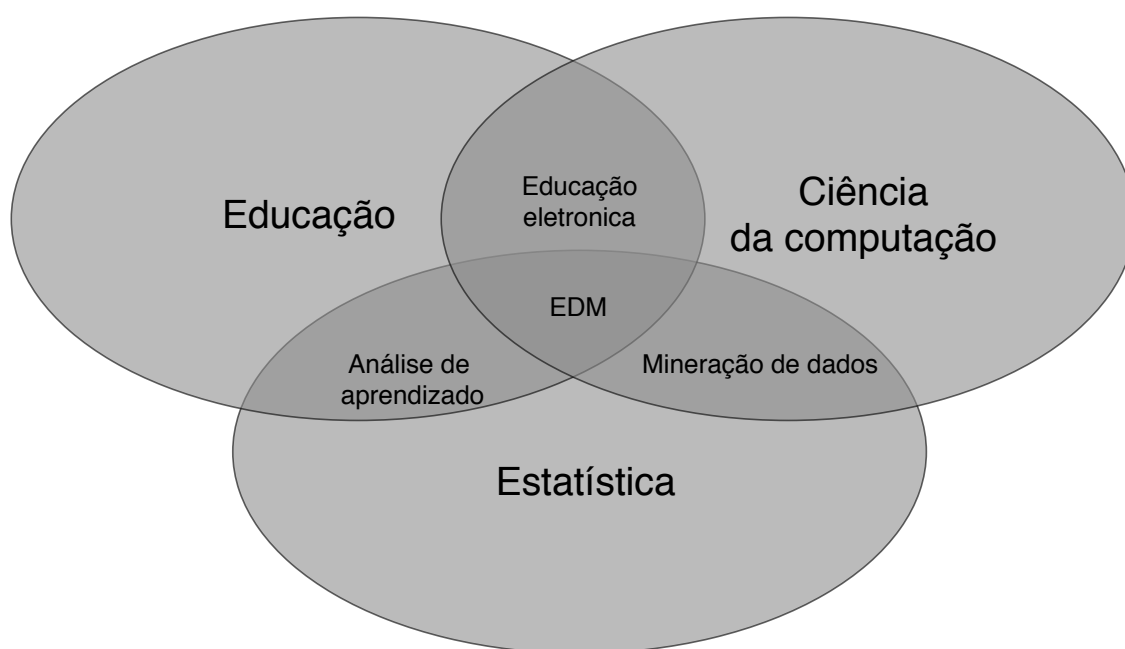 Educação
Educação
eletronica
Ciência
da computação
EDM
Análise de
aprendizado
Mineração de dados
Estatística